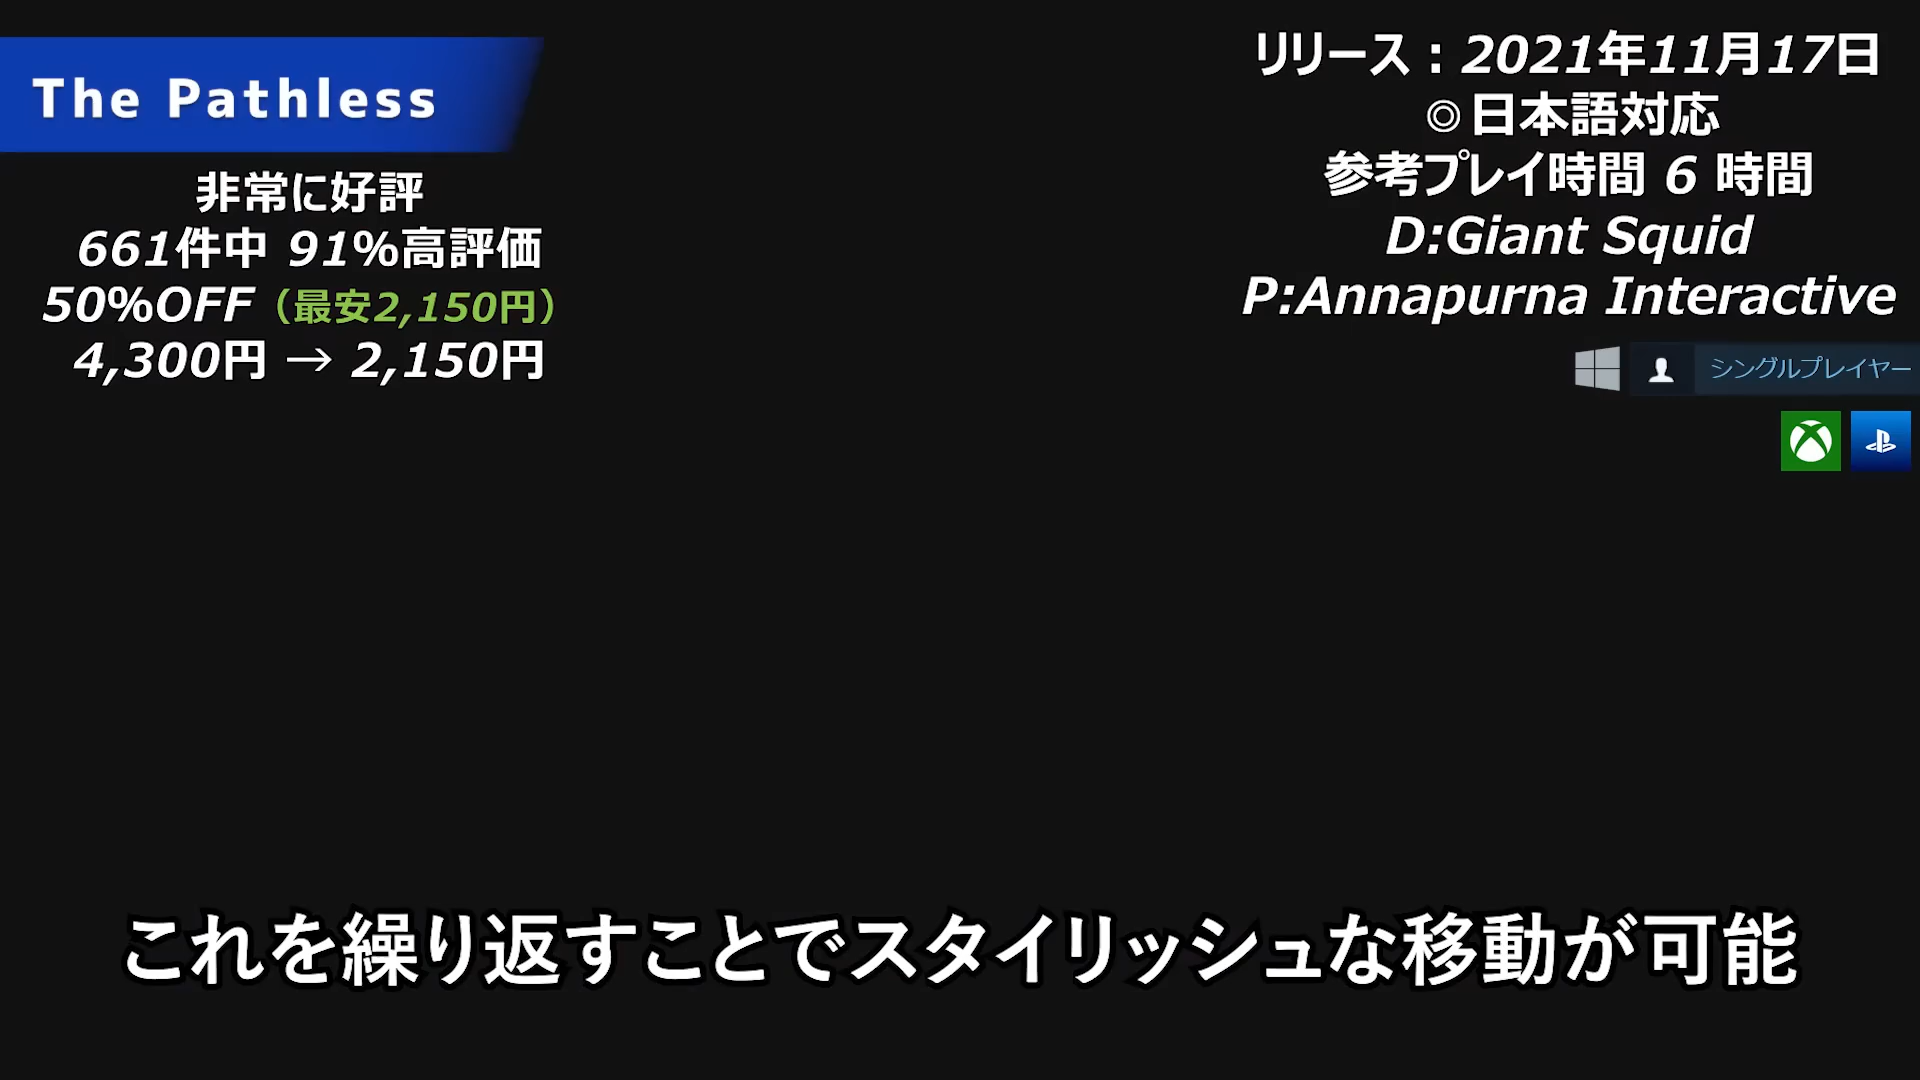 The Pathless
非常に好評
661件中 91%高評価
50%OFF（最安2,150円）
4,300円 → 2,150円
リリース：2021年11月17日
◎日本語対応
参考プレイ時間 6 時間
D:Giant Squid
P:Annapurna Interactive
シングルプレイヤー
これを繰り返すことでスタイリッシュな移動が可能